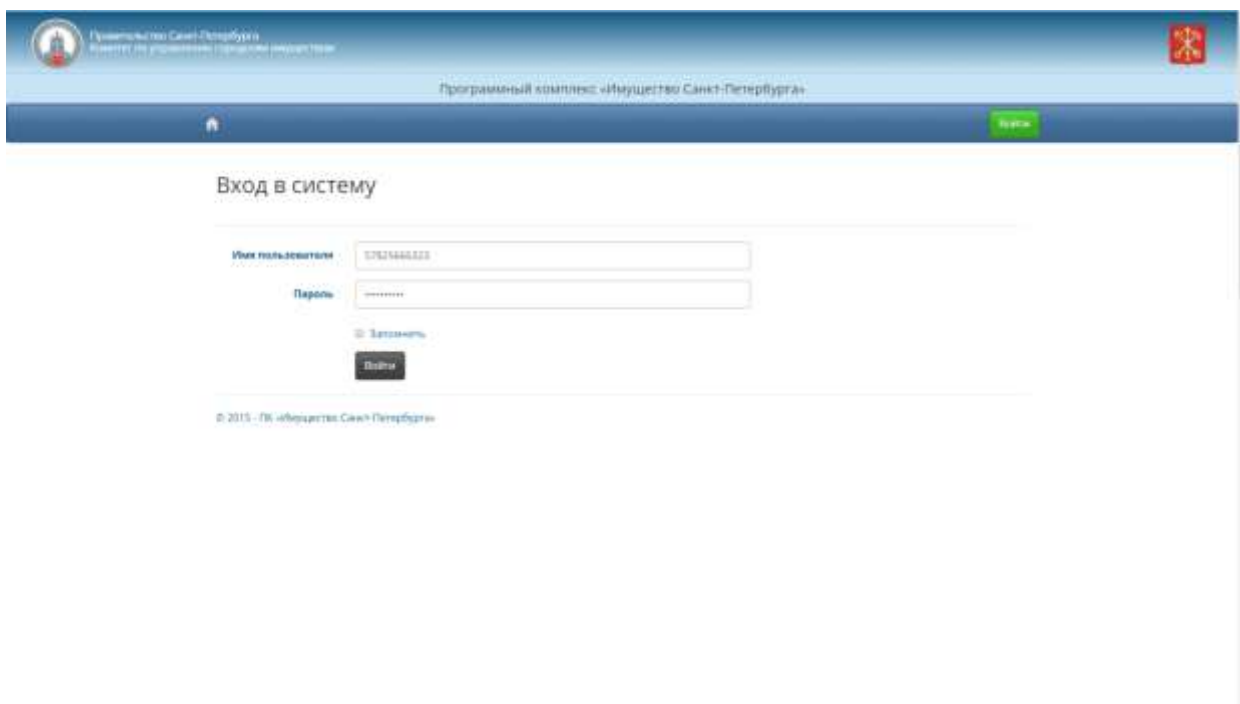 Правительство Санкт-Петербурга
Комитет по управлению городским имуществом
Программный комплекс «Имущество Санкт-Петербурга»
Войти
Вход в систему
Имя пользователя
Пароль
Запомнить
Войти
© 2015 - ПК «Имущество Санкт-Петербурга»